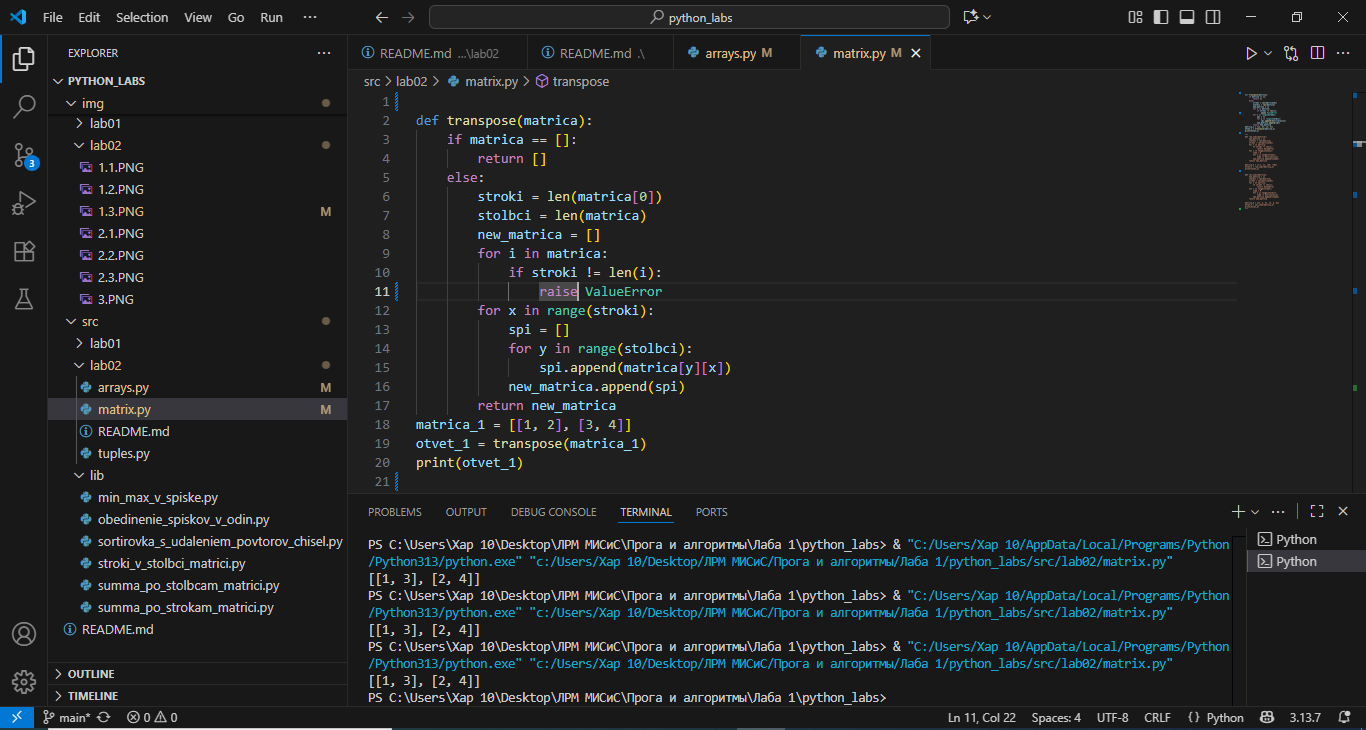 File Edit Selection View Go Run ···
python_labs
EXPLORER
PYTHON_LABS
img
lab01
lab02
1.1.PNG
1.2.PNG
1.3.PNG M
2.1.PNG
2.2.PNG
2.3.PNG
3.PNG
src
lab01
lab02
arrays.py M
matrix.py M
README.md
tuples.py
lib
min_max_v_spiske.py
obedinenie_spiskov_v_odin.py
sortirovka_s_udaleniem_povtorov_chisel.py
stroki_v_stolbci_matrici.py
summa_po_stolbcam_matrici.py
summa_po_strokam_matrici.py
README.md
OUTLINE
TIMELINE
3
README.md ...\lab02 README.md .\ arrays.py M matrix.py M
src > lab02 > matrix.py > transpose
1
2 def transpose(matrica):
3 if matrica == []:
4 return []
5 else:
6 stroki = len(matrica[0])
7 stolbci = len(matrica)
8 new_matrica = []
9 for i in matrica:
10 if stroki != len(i):
11 raise ValueError
12 for x in range(stroki):
13 spi = []
14 for y in range(stolbci):
15 spi.append(matrica[y][x])
16 new_matrica.append(spi)
17 return new_matrica
18 matrica_1 = [[1, 2], [3, 4]]
19 otvet_1 = transpose(matrica_1)
20 print(otvet_1)
21
PROBLEMS OUTPUT DEBUG CONSOLE TERMINAL PORTS
PS C:\Users\Xap 10\Desktop\ЛРМ МИСиС\Прога и алгоритмы\Лаба 1\python_labs> & "C:/Users/Xap 10/AppData/Local/Programs/Python
/Python313/python.exe" "c:/Users/Xap 10/Desktop/ЛРМ МИСиС/Прога и алгоритмы/Лаба 1/python_labs/src/lab02/matrix.py"
[[1, 3], [2, 4]]
PS C:\Users\Xap 10\Desktop\ЛРМ МИСиС\Прога и алгоритмы\Лаба 1\python_labs> & "C:/Users/Xap 10/AppData/Local/Programs/Python
/Python313/python.exe" "c:/Users/Xap 10/Desktop/ЛРМ МИСиС/Прога и алгоритмы/Лаба 1/python_labs/src/lab02/matrix.py"
[[1, 3], [2, 4]]
PS C:\Users\Xap 10\Desktop\ЛРМ МИСиС\Прога и алгоритмы\Лаба 1\python_labs> & "C:/Users/Xap 10/AppData/Local/Programs/Python
/Python313/python.exe" "c:/Users/Xap 10/Desktop/ЛРМ МИСиС/Прога и алгоритмы/Лаба 1/python_labs/src/lab02/matrix.py"
[[1, 3], [2, 4]]
PS C:\Users\Xap 10\Desktop\ЛРМ МИСиС\Прога и алгоритмы\Лаба 1\python_labs>
Python
Python
main* 0 0 Ln 11, Col 22 Spaces: 4 UTF-8 CRLF {} Python 3.13.7